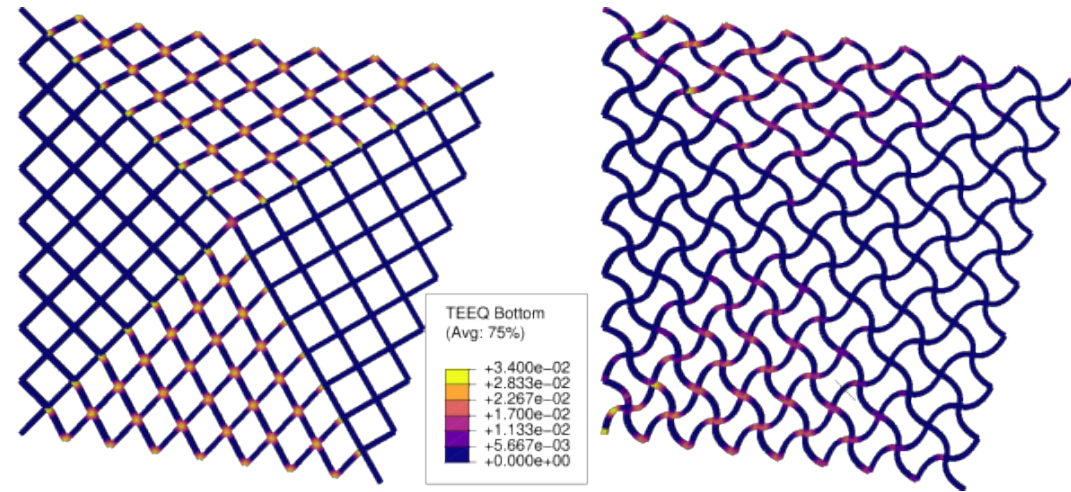 TEEQ Bottom
(Avg: 75%)
+3.400e−02
+2.833e−02
+2.267e−02
+1.700e−02
+1.133e−02
+5.667e−03
+0.000e+00